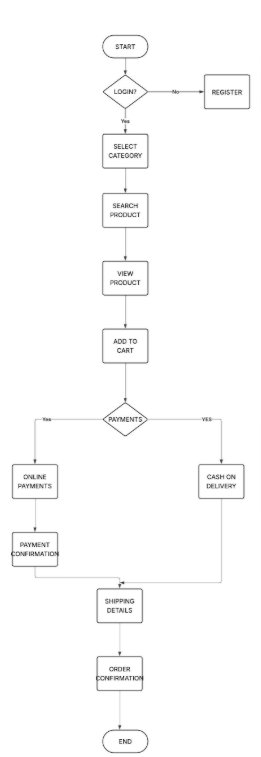 START
LOGIN?
No
REGISTER
Yes
SELECT
CATEGORY
SEARCH
PRODUCT
VIEW
PRODUCT
ADD TO
CART
PAYMENTS
Yes
YES
ONLINE
PAYMENTS
CASH ON
DELIVERY
PAYMENT
CONFIRMATION
SHIPPING
DETAILS
ORDER
CONFIRMATION
END